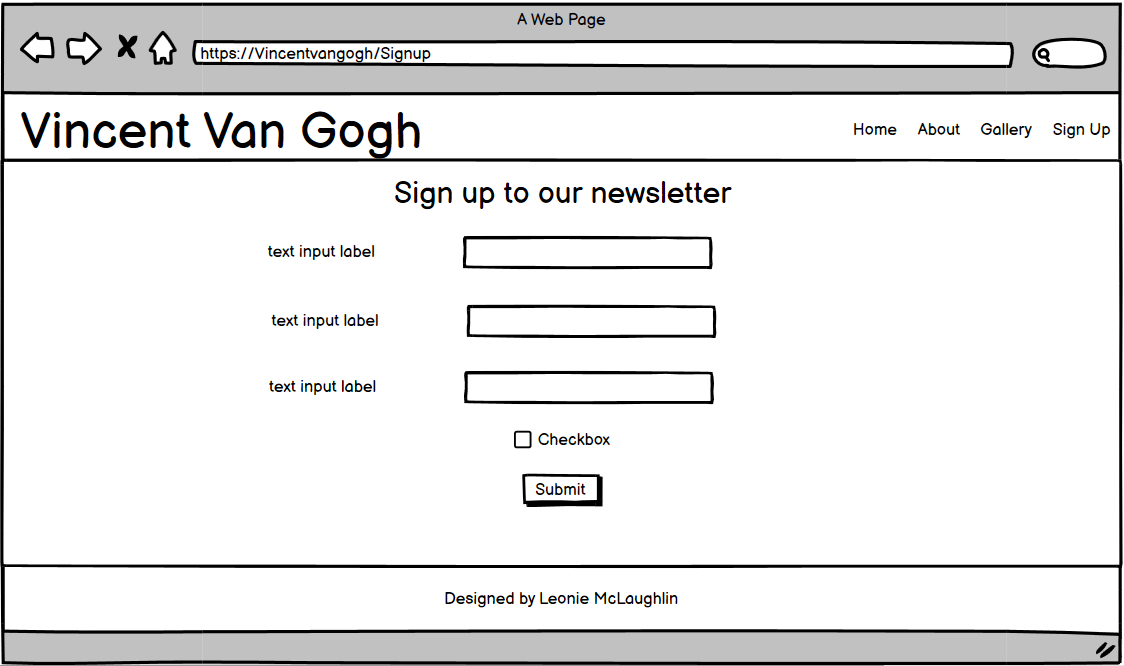 A Web Page
https://Vincentvangogh/Signup
Vincent Van Gogh
Home About Gallery Sign Up
Sign up to our newsletter
text input label
text input label
text input label
Checkbox
Submit
Designed by Leonie McLaughlin